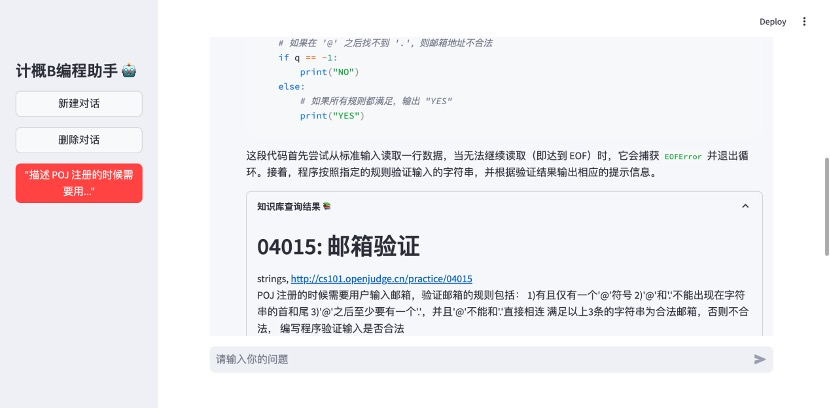 Deploy
计概B编程助手
新建对话
删除对话
"描述 POJ 注册的时候需
要用..."
# 如果在 '@' 之后找不到 '.'，则邮箱地址不合法
if q == -1:
print("NO")
else:
# 如果所有规则都满足，输出 "YES"
print("YES")
这段代码首先尝试从标准输入读取一行数据，当无法继续读取（即达到 EOF）时，它会捕获 EOFError 并退出循
环。接着，程序按照指定的规则验证输入的字符串，并根据验证结果输出相应的提示信息。
知识库查询结果
04015: 邮箱验证
strings, http://cs101.openjudge.cn/practice/04015
POJ 注册的时候需要用户输入邮箱，验证邮箱的规则包括： 1)有且仅有一个'@'符号 2)'@'和'.'不能出现在字符
串的首和尾 3)'@'之后至少要有一个'.'，并且'@'不能和'.'直接相连 满足以上3条的字符串为合法邮箱，否则不合
法， 编写程序验证输入是否合法
请输入你的问题